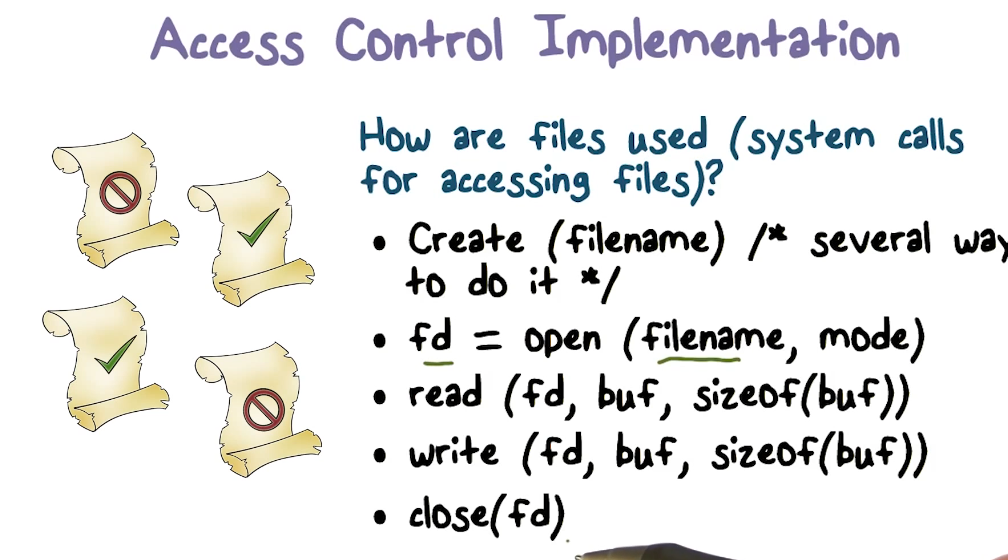 Access Control Implementation
How are files used (system calls
for accessing files)?
• Create (filename) /* several way
to do it */
• fd = open (filename, mode)
• read (fd, buf, sizeof(buf))
• write (fd, buf, sizeof(buf))
• close(fd)